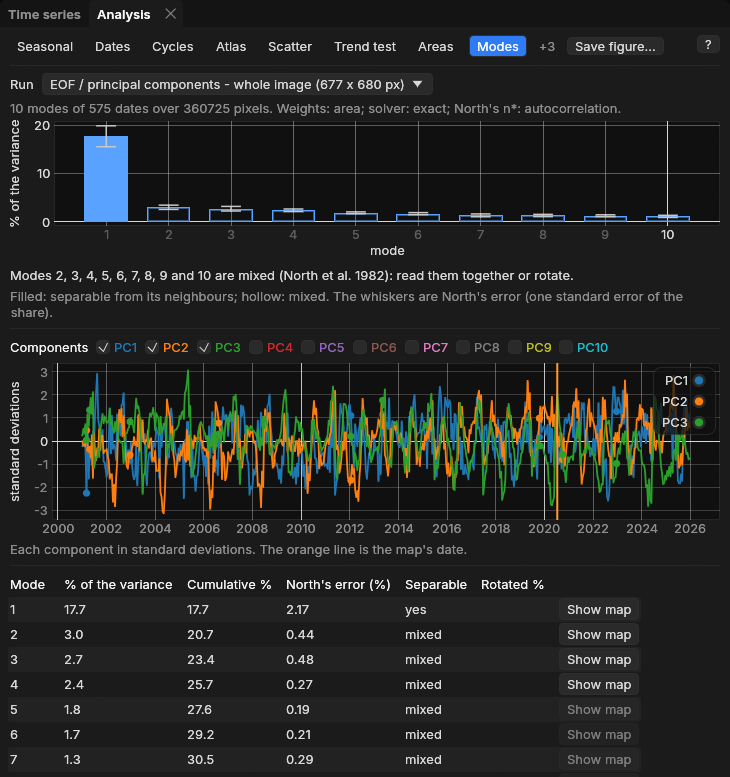 Time series Analysis
Seasonal Dates Cycles Atlas Scatter Trend test Areas Modes +3 Save figure... ?
Run EOF / principal components - whole image (677 x 680 px)
10 modes of 575 dates over 360725 pixels. Weights: area; solver: exact; North's n*: autocorrelation.
% of the variance
20
10
0
1 2 3 4 5 6 7 8 9 10
mode
Modes 2, 3, 4, 5, 6, 7, 8, 9 and 10 are mixed (North et al. 1982): read them together or rotate.
Filled: separable from its neighbours; hollow: mixed. The whiskers are North's error (one standard error of the
share).
Components PC1 PC2 PC3 PC4 PC5 PC6 PC7 PC8 PC9 PC10
standard deviations
3
2
1
0
-1
-2
-3
PC1
PC2
PC3
2000 2002 2004 2006 2008 2010 2012 2014 2016 2018 2020 2022 2024 2026
Each component in standard deviations. The orange line is the map's date.
Mode % of the variance Cumulative % North's error (%) Separable Rotated %
1 17.7 17.7 2.17 yes Show map
2 3.0 20.7 0.44 mixed Show map
3 2.7 23.4 0.48 mixed Show map
4 2.4 25.7 0.27 mixed Show map
5 1.8 27.6 0.19 mixed Show map
6 1.7 29.2 0.21 mixed Show map
7 1.3 30.5 0.29 mixed Show map